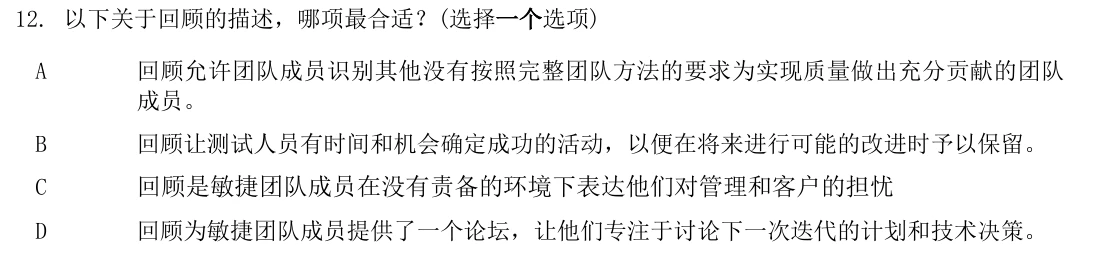 12. 以下关于回顾的描述，哪项最合适？(选择一个选项)
A 回顾允许团队成员识别其他没有按照完整团队方法的要求为实现质量做出充分贡献的团队
成员。
B 回顾让测试人员有时间和机会确定成功的活动，以便在将来进行可能的改进时予以保留。
C 回顾是敏捷团队成员在没有责备的环境下表达他们对管理和客户的担忧
D 回顾为敏捷团队成员提供了一个论坛，让他们专注于讨论下一次迭代的计划和技术决策。